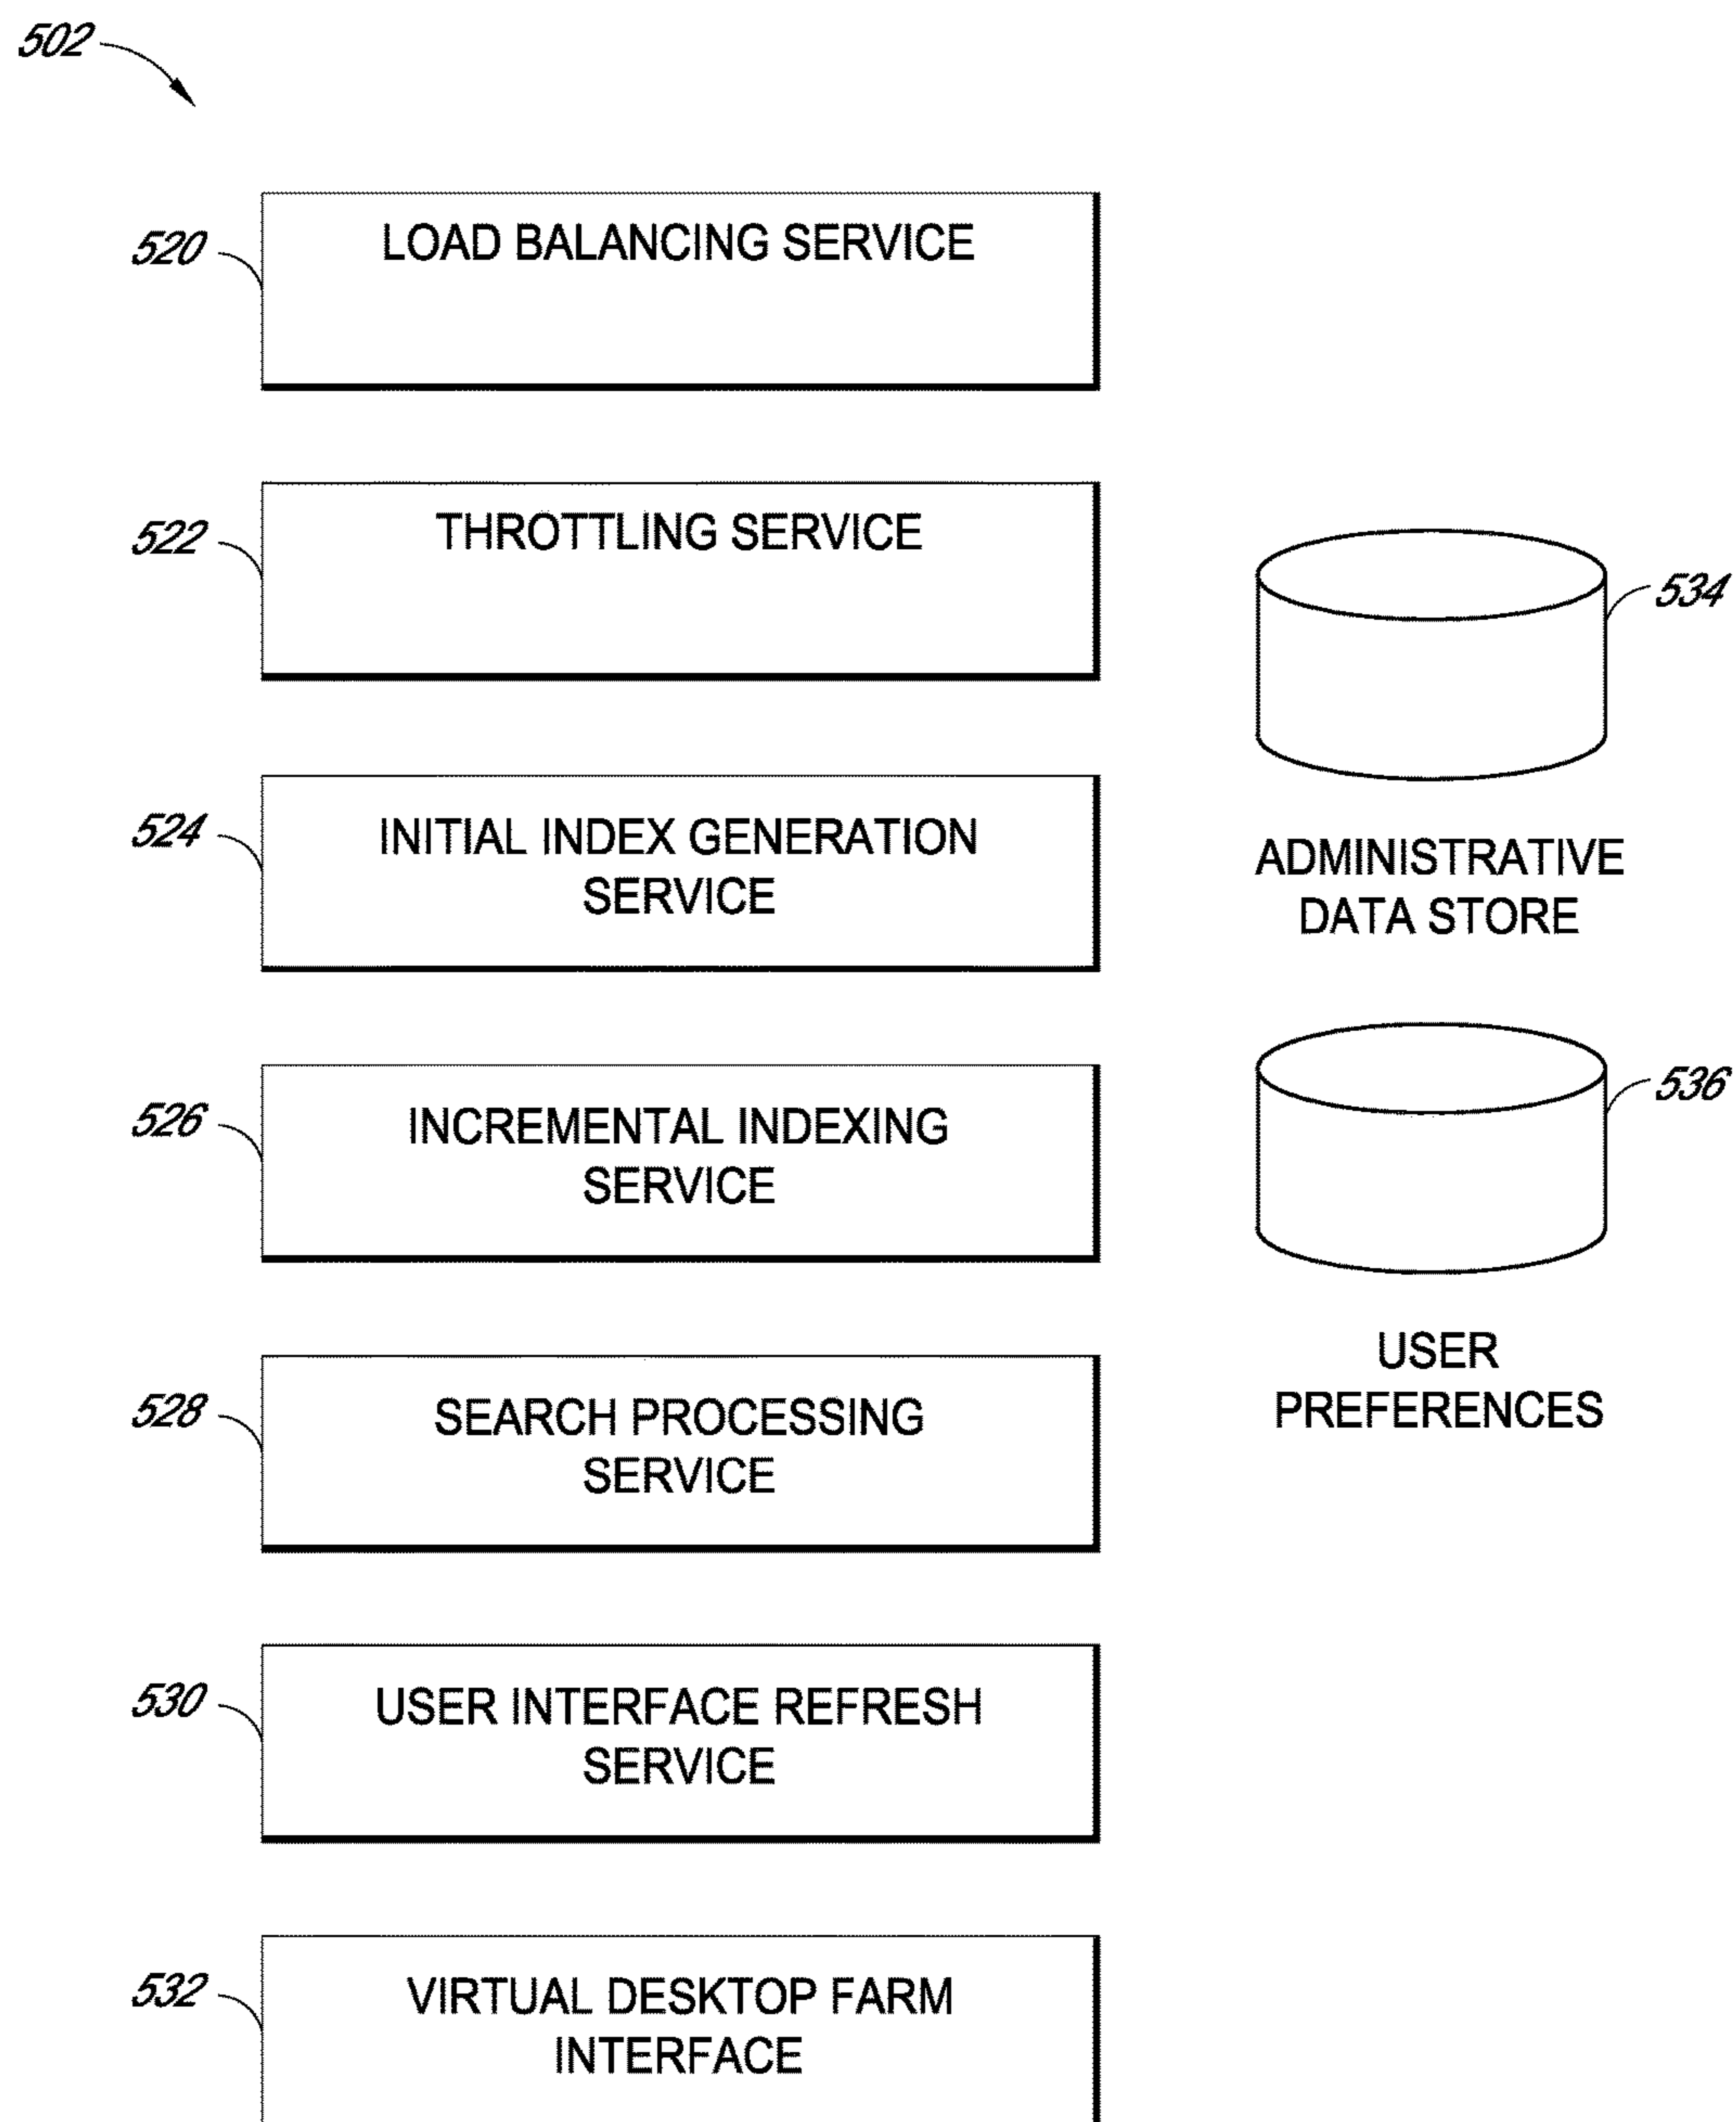 502
520
LOAD BALANCING SERVICE
522
THROTTLING SERVICE
534
524
INITIAL INDEX GENERATION
SERVICE
ADMINISTRATIVE
DATA STORE
526
INCREMENTAL INDEXING
SERVICE
536
528
SEARCH PROCESSING
SERVICE
USER
PREFERENCES
530
USER INTERFACE REFRESH
SERVICE
532
VIRTUAL DESKTOP FARM
INTERFACE